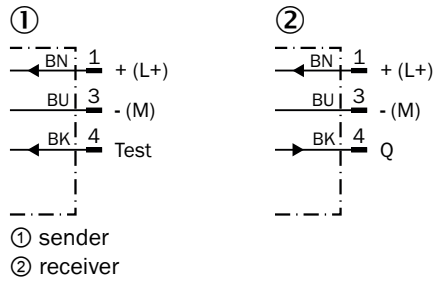 ① ②
BN 1 + (L+) BN 1 + (L+)
BU 3 - (M) BU 3 - (M)
BK 4 Test BK 4 Q
① sender
② receiver